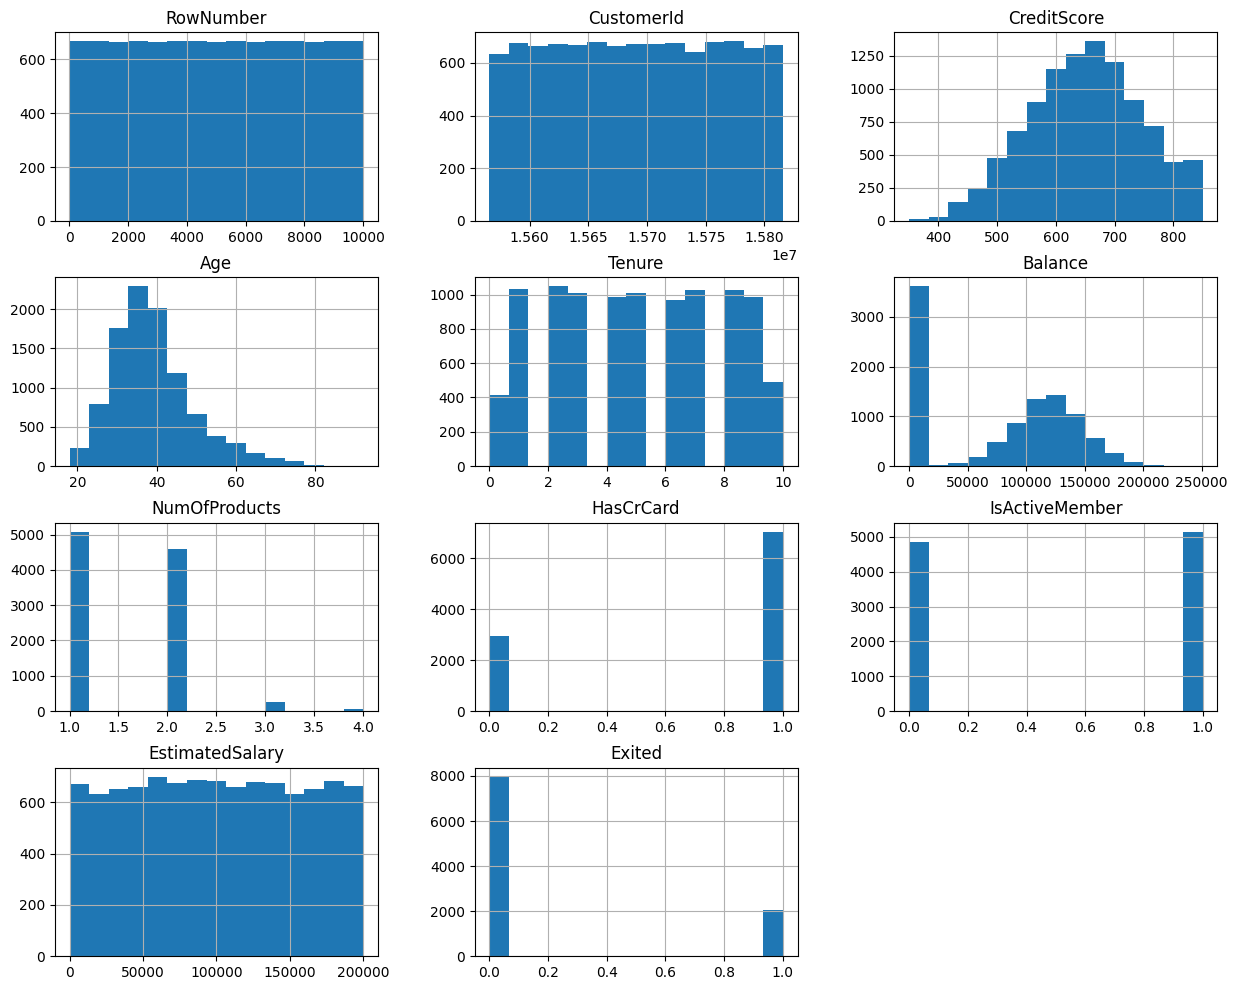 RowNumber CustomerId CreditScore
600 600 1250
1000
400 400 750
200 200 500
250
0 0 0
0 2000 4000 6000 8000 10000 1.560 1.565 1.570 1.575 1.580 400 500 600 700 800
1e7
Age Tenure Balance
2000 1000 3000
1500 800
1000 600 2000
500 400 1000
200
0 0 0
20 40 60 80 0 2 4 6 8 10 0 50000 100000 150000 200000 250000
NumOfProducts HasCrCard IsActiveMember
5000 6000 5000
4000 4000
3000 4000 3000
2000 2000 2000
1000 1000
0 0 0
1.0 1.5 2.0 2.5 3.0 3.5 4.0 0.0 0.2 0.4 0.6 0.8 1.0 0.0 0.2 0.4 0.6 0.8 1.0
EstimatedSalary Exited
600 8000
6000
400 4000
200 2000
0 0
0 50000 100000 150000 200000 0.0 0.2 0.4 0.6 0.8 1.0